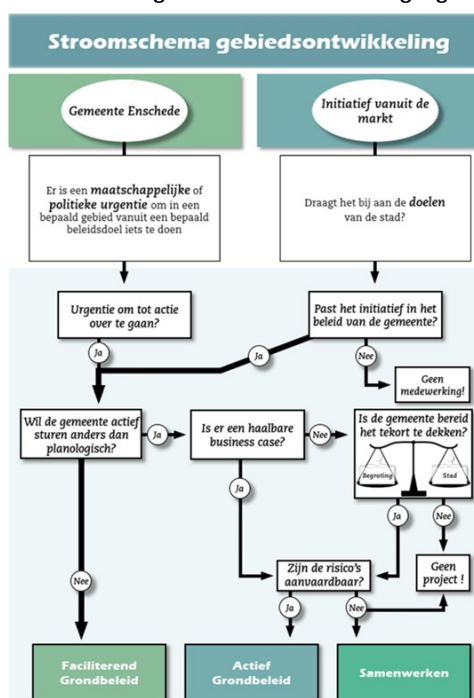 Stroomschema gebiedsontwikkeling
Gemeente Enschede
Initiatief vanuit de
markt
Er is een maatschappelijke of
politieke urgentie om in een
bepaald gebied vanuit een bepaald
beleidsdoel iets te doen
Draagt het bij aan de doelen
van de stad?
Urgentie om tot actie
over te gaan?
Past het initiatief in het
beleid van de gemeente?
Ja
Ja
Nee
Geen
medewerking!
Wil de gemeente actief
sturen anders dan
planologisch?
Ja
Is er een haalbare
business case?
Nee
Is de gemeente bereid
het tekort te dekken?
Begroting
Stad
Ja
Ja
Nee
Zijn de risico's
aanvaardbaar?
Geen
project !
Nee
Ja
Nee
Faciliterend
Grondbeleid
Actief
Grondbeleid
Samenwerken